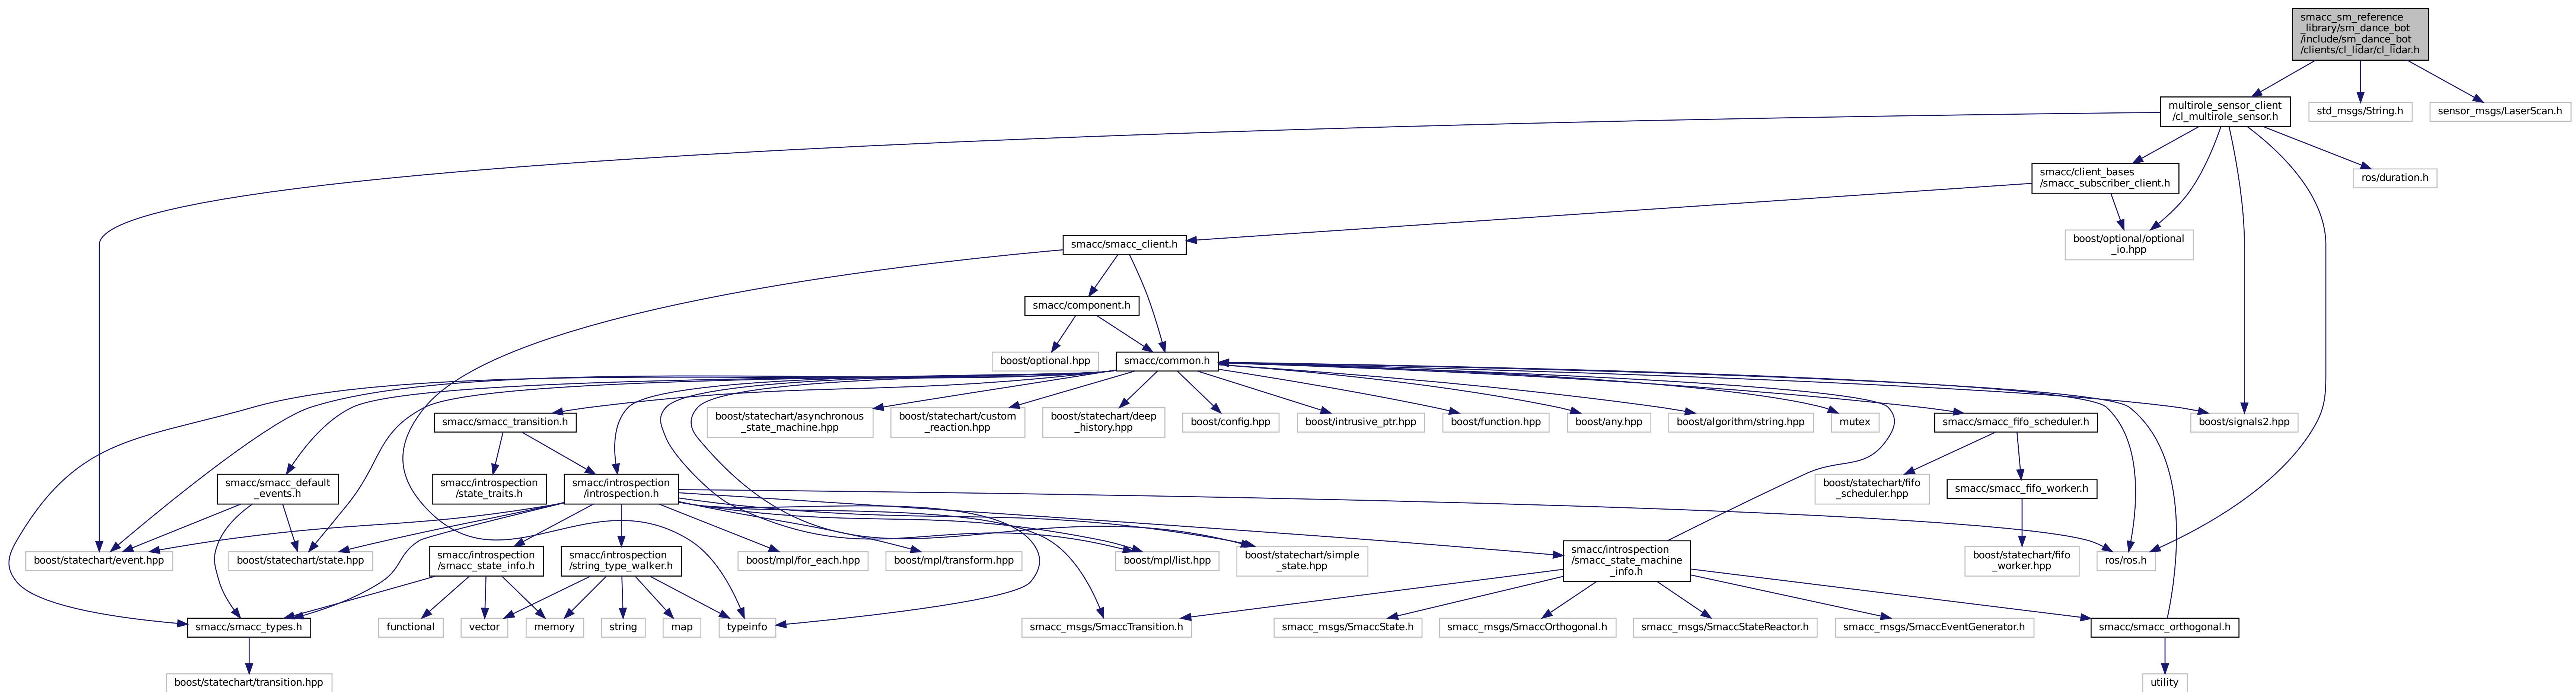 smacc_sm_reference
_library/sm_dance_bot
/include/sm_dance_bot
/clients/cl_lidar/cl_lidar.h
multirole_sensor_client
/cl_multirole_sensor.h
std_msgs/String.h
sensor_msgs/LaserScan.h
smacc/client_bases
/smacc_subscriber_client.h
ros/duration.h
smacc/smacc_client.h
boost/optional/optional
_io.hpp
smacc/component.h
boost/optional.hpp
smacc/common.h
smacc/smacc_transition.h
boost/statechart/asynchronous
_state_machine.hpp
boost/statechart/custom
_reaction.hpp
boost/statechart/deep
_history.hpp
boost/config.hpp
boost/intrusive_ptr.hpp
boost/function.hpp
boost/any.hpp
boost/algorithm/string.hpp
mutex
smacc/smacc_fifo_scheduler.h
boost/signals2.hpp
smacc/smacc_default
_events.h
smacc/introspection
/state_traits.h
smacc/introspection
/introspection.h
boost/statechart/fifo
_scheduler.hpp
smacc/smacc_fifo_worker.h
boost/statechart/event.hpp
boost/statechart/state.hpp
smacc/introspection
/smacc_state_info.h
smacc/introspection
/string_type_walker.h
boost/mpl/for_each.hpp
boost/mpl/transform.hpp
boost/mpl/list.hpp
boost/statechart/simple
_state.hpp
smacc/introspection
/smacc_state_machine
_info.h
boost/statechart/fifo
_worker.hpp
ros/ros.h
smacc/smacc_types.h
functional
vector
memory
string
map
typeinfo
smacc_msgs/SmaccTransition.h
smacc_msgs/SmaccState.h
smacc_msgs/SmaccOrthogonal.h
smacc_msgs/SmaccStateReactor.h
smacc_msgs/SmaccEventGenerator.h
smacc/smacc_orthogonal.h
boost/statechart/transition.hpp
utility